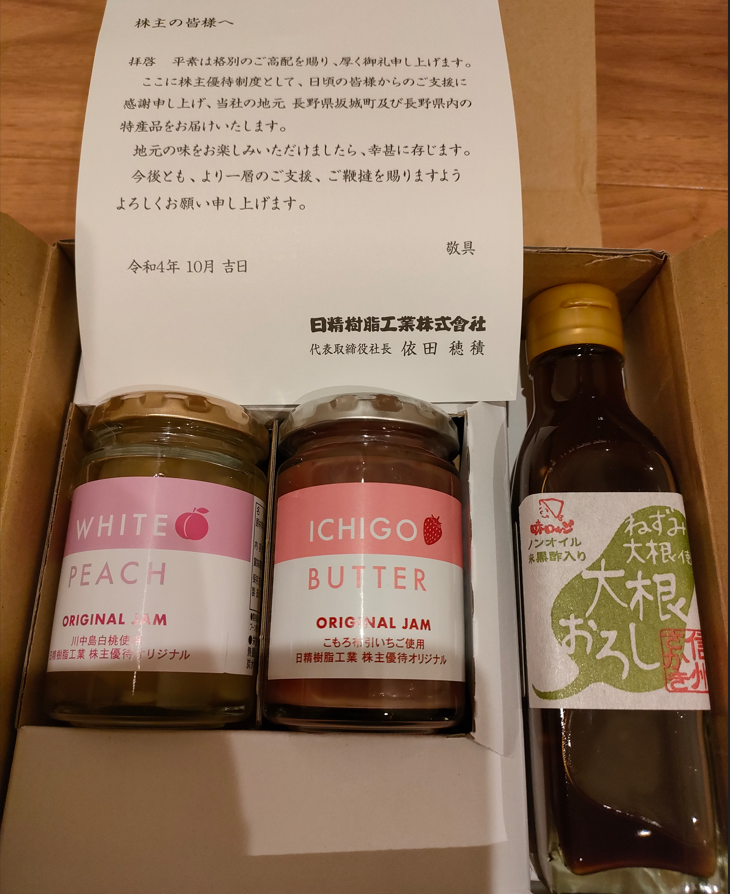 株主の皆様へ
拝啓　平素は格別のご高配を賜り、厚く御礼申し上げます。
ここに株主優待制度として、日頃の皆様からのご支援に
感謝申し上げ、当社の地元 長野県坂城町及び長野県内の
特産品をお届けいたします。
地元の味をお楽しみいただけましたら、幸甚に存じます。
今後とも、より一層のご支援、ご鞭撻を賜りますよう
よろしくお願い申し上げます。
敬具
令和4年 10月 吉日
日精樹脂工業株式会社
代表取締役社長 依田 穂積
WHITE
PEACH
ORIGINAL JAM
川中島白桃使
日精樹脂工業 株主優待オリジナル
ICHIGO
BUTTER
ORIGINAL JAM
こもろ布引いちご使用
日精樹脂工業 株主優待オリジナル
ノンオイル
黒酢入り
ねずみ
大根使
大根
おろし
信州